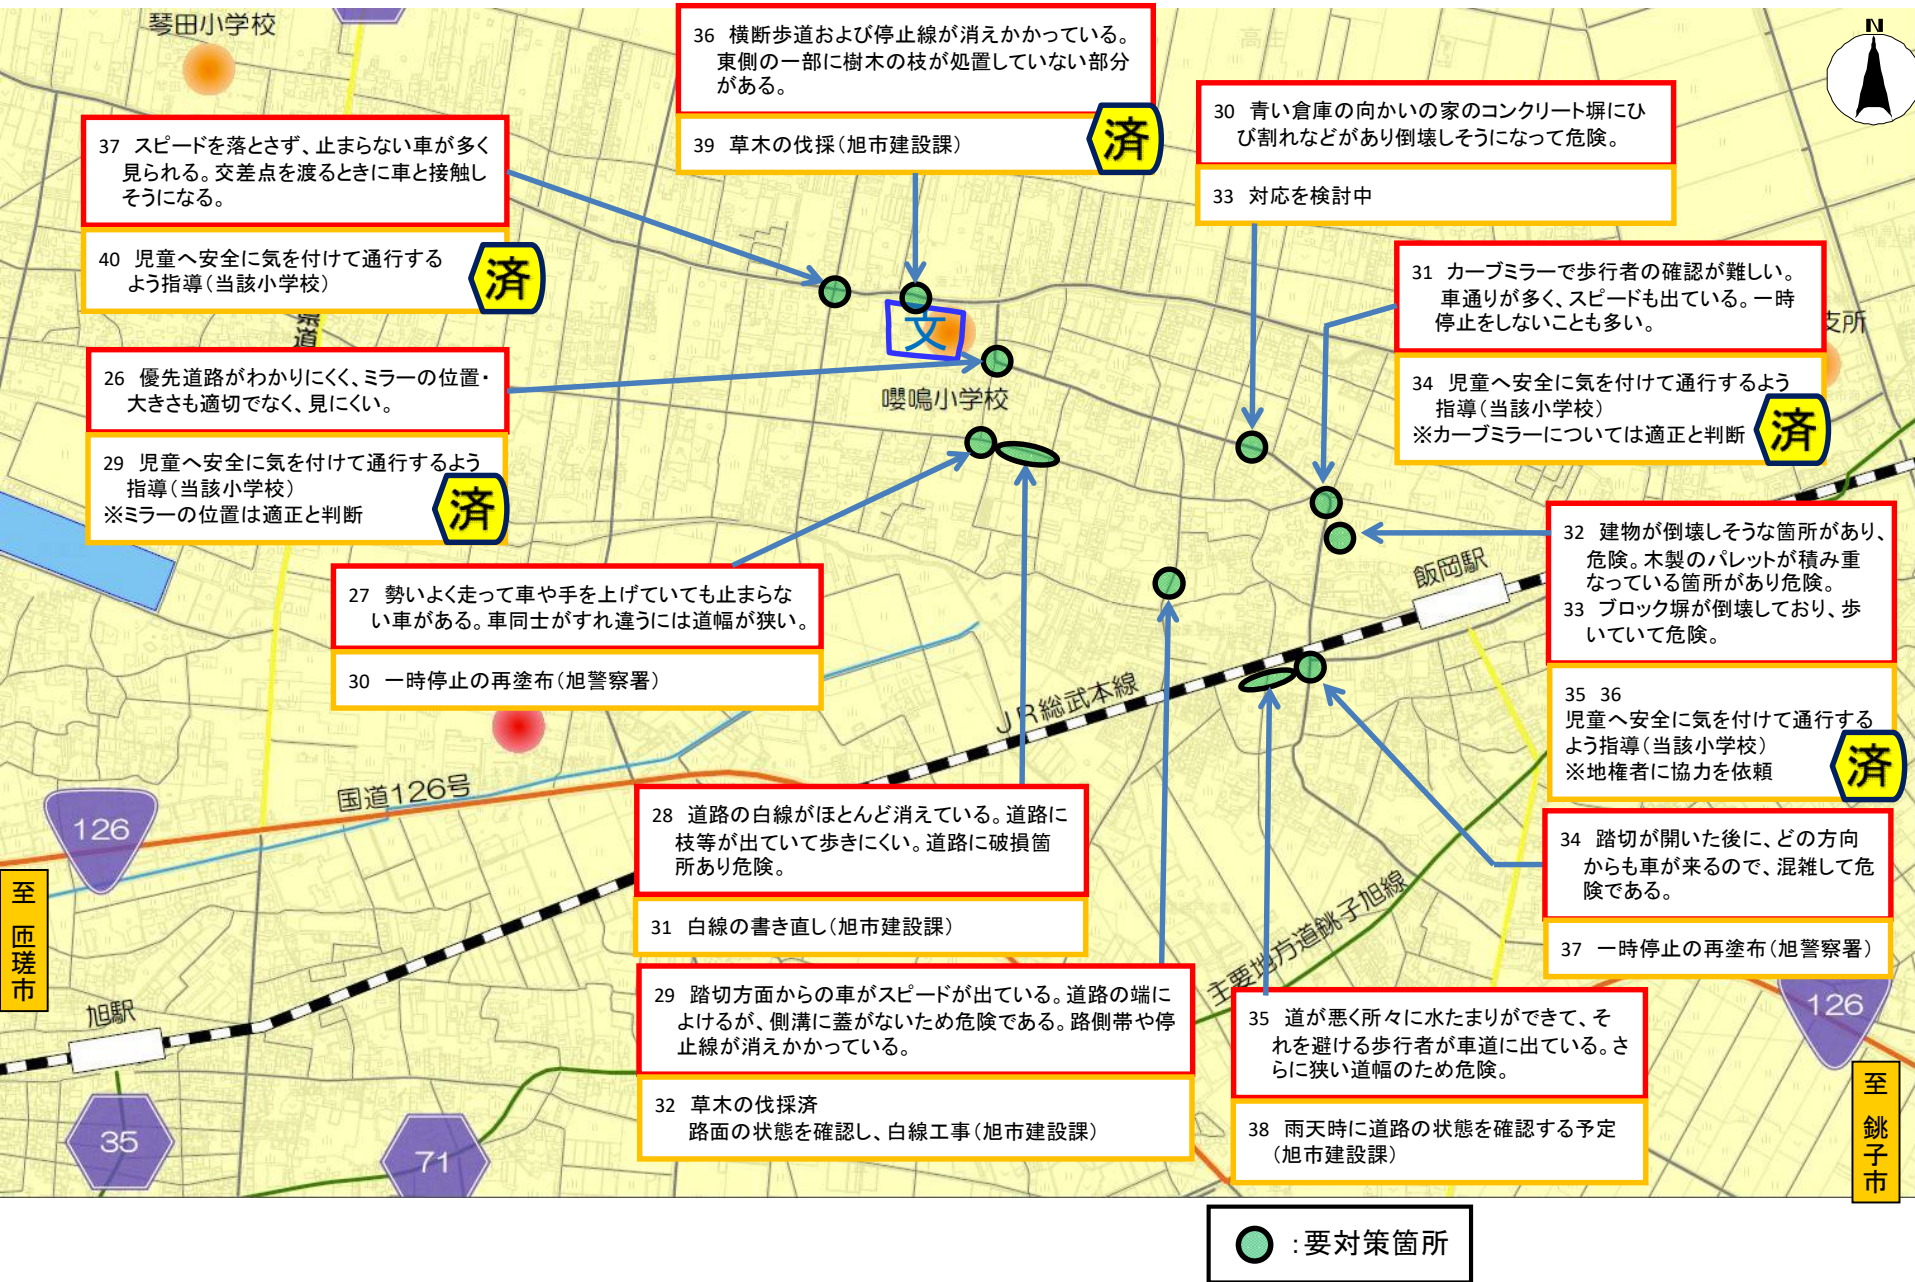 琴田小学校
36 横断歩道および停止線が消えかかっている。
東側の一部に樹木の枝が処置していない部分
がある。
39 草木の伐採(旭市建設課)
済
N
30 青い倉庫の向かいの家のコンクリート塀にひ
び割れなどがあり倒壊しそうになって危険。
33 対応を検討中
37 スピードを落とさず、止まらない車が多く
見られる。交差点を渡るときに車と接触し
そうになる。
40 児童へ安全に気を付けて通行する
よう指導(当該小学校)
済
31 カーブミラーで歩行者の確認が難しい。
車通りが多く、スピードも出ている。一時
停止をしないことも多い。
34 児童へ安全に気を付けて通行するよう
指導(当該小学校)
※カーブミラーについては適正と判断
済
支所
県道
文
嚶鳴小学校
26 優先道路がわかりにくく、ミラーの位置・
大きさも適切でなく、見にくい。
29 児童へ安全に気を付けて通行するよう
指導(当該小学校)
※ミラーの位置は適正と判断
済
27 勢いよく走って車や手を上げていても止まらな
い車がある。車同士がすれ違うには道幅が狭い。
30 一時停止の再塗布(旭警察署)
32 建物が倒壊しそうな箇所があり、
危険。木製のパレットが積み重
なっている箇所があり危険。
33 ブロック塀が倒壊しており、歩
いていて危険。
35 36
児童へ安全に気を付けて通行する
よう指導(当該小学校)
※地権者に協力を依頼
済
飯岡駅
JR総武本線
国道126号
126
28 道路の白線がほとんど消えている。道路に
枝等が出ていて歩きにくい。道路に破損箇
所あり危険。
31 白線の書き直し(旭市建設課)
34 踏切が開いた後に、どの方向
からも車が来るので、混雑して危
険である。
37 一時停止の再塗布(旭警察署)
至 匝瑳市
旭駅
主要地方道銚子旭線
29 踏切方面からの車がスピードが出ている。道路の端に
よけるが、側溝に蓋がないため危険である。路側帯や停
止線が消えかかっている。
32 草木の伐採済
路面の状態を確認し、白線工事(旭市建設課)
35 道が悪く所々に水たまりができて、そ
れを避ける歩行者が車道に出ている。さ
らに狭い道幅のため危険。
38 雨天時に道路の状態を確認する予定
(旭市建設課)
126
至 銚子市
35
71
:要対策箇所